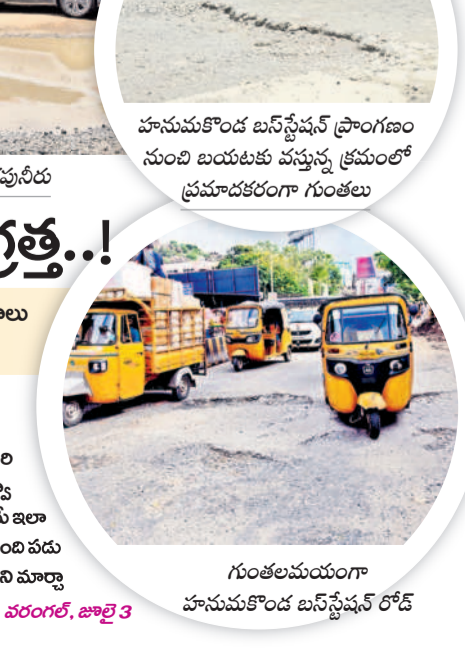 హనుమకొండ బస్‌స్టేషన్ ప్రాంగణం
నుంచి బయటకు వస్తున్న క్రమంలో
ప్రమాదకరంగా గుంతలు
ఇలా
ని మార్చా
వరంగల్, జూలై 3
గుంతలమయంగా
హనుమకొండ బస్‌స్టేషన్ రోడ్